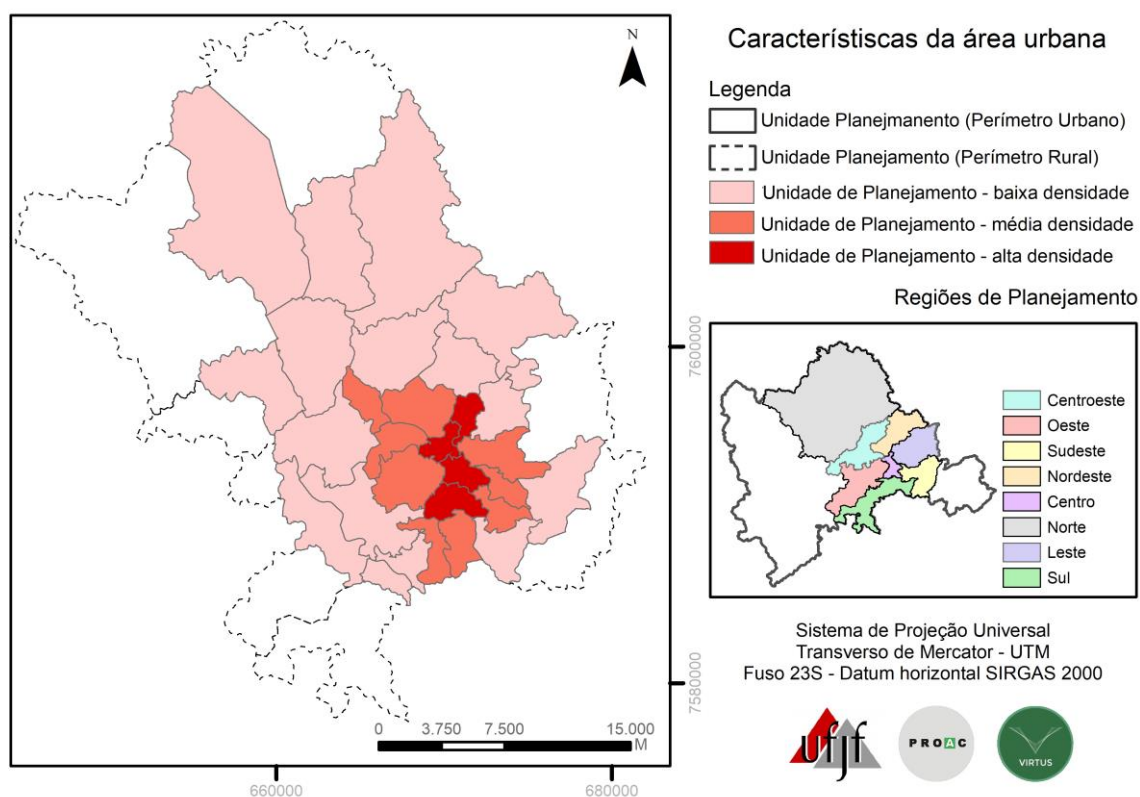 N
7600000
7580000
0 3.750 7.500 15.000
M
660000
680000
Característiscas da área urbana
Legenda
Unidade Planejmanento (Perímetro Urbano)
Unidade Planejamento (Perímetro Rural)
Unidade de Planejamento - baixa densidade
Unidade de Planejamento - média densidade
Unidade de Planejamento - alta densidade
Regiões de Planejamento
Centroeste
Oeste
Sudeste
Nordeste
Centro
Norte
Leste
Sul
Sistema de Projeção Universal
Transverso de Mercator - UTM
Fuso 23S - Datum horizontal SIRGAS 2000
ufjf
PROAC
VIRTUS